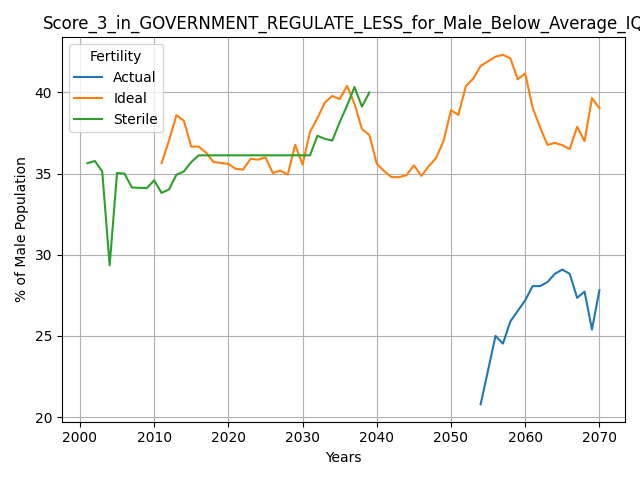 Score_3_in_GOVERNMENT_REGULATE_LESS_for_Male_Below_Average_IQ
Fertility
Actual
Ideal
Sterile
% of Male Population
40
35
30
25
20
2000 2010 2020 2030 2040 2050 2060 2070
Years